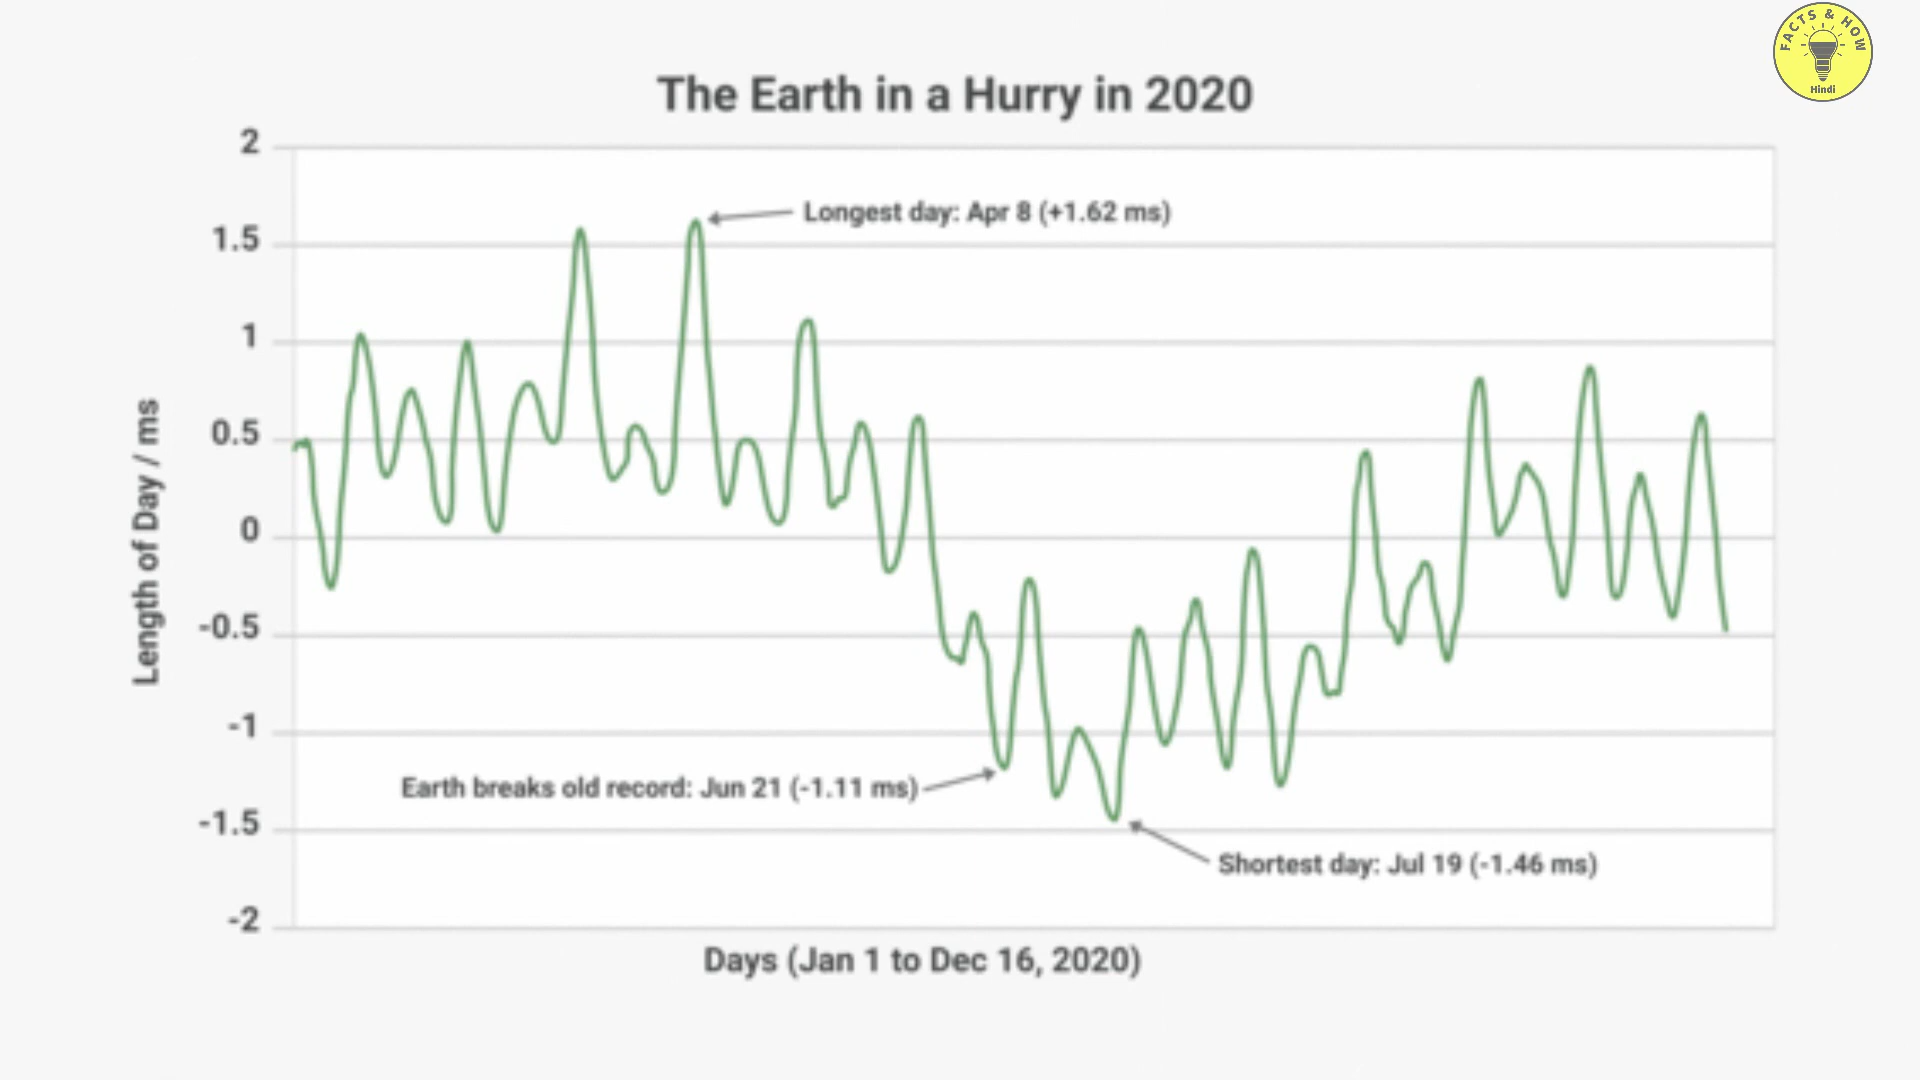 FACTS & HOW
Hindi
The Earth in a Hurry in 2020
2
1.5
1
0.5
0
-0.5
-1
-1.5
-2
Length of Day / ms
Longest day: Apr 8 (+1.62 ms)
Earth breaks old record: Jun 21 (-1.11 ms)
Shortest day: Jul 19 (-1.46 ms)
Days (Jan 1 to Dec 16, 2020)